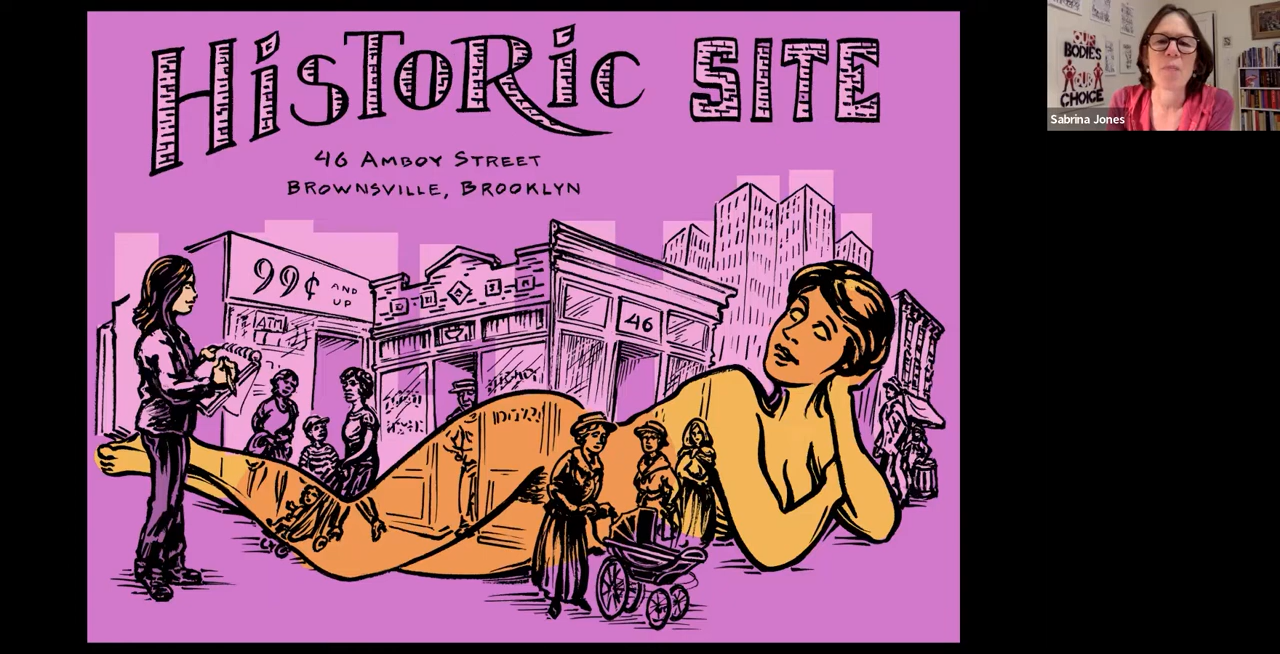 HiSTORiC SITE
46 AMBOY STREET
BROWNSVILLE, BROOKLYN
99¢ AND UP
ATM
46
OUR
BODIES
OUR
CHOICE
Sabrina Jones